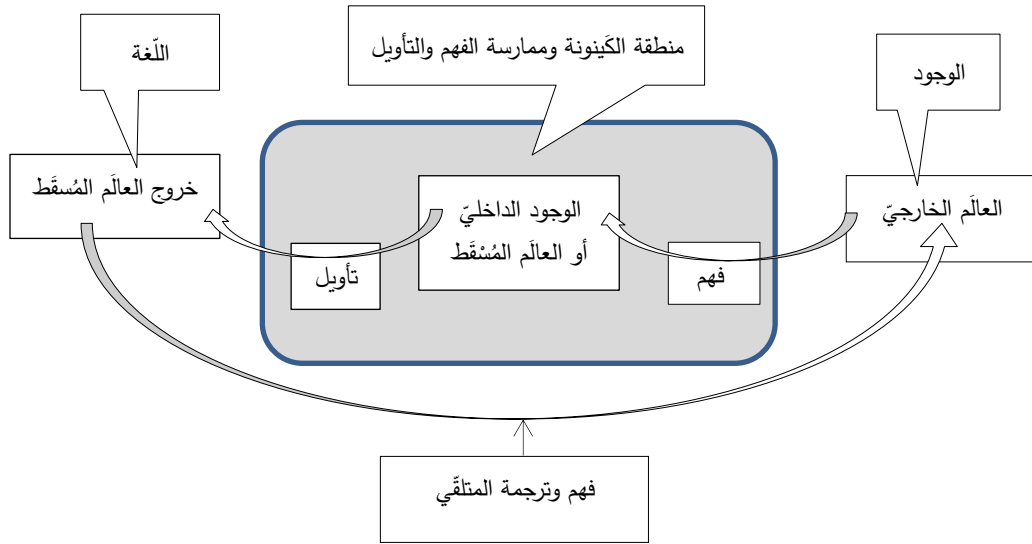 الوجود
منطقة الكَينونة وممارسة الفهم والتأويل
اللّغة
العالَم الخارجيّ
فهم
الوجود الداخليّ
أو العالَم المُسْقَط
تأويل
خروج العالَم المُسقَط
فهم وترجمة المتلقّي